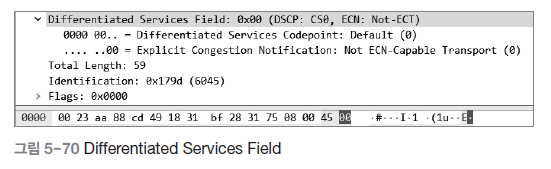 Differentiated Services Field: 0x00 (DSCP: CS0, ECN: Not-ECT)
0000 00.. = Differentiated Services Codepoint: Default (0)
.... ..00 = Explicit Congestion Notification: Not ECN-Capable Transport (0)
Total Length: 59
Identification: 0x179d (6045)
Flags: 0x0000
0000 00 23 aa 88 cd 49 18 31 bf 28 31 75 08 00 45 00 ·#···I·1 ·(1u··E·
그림 5-70 Differentiated Services Field